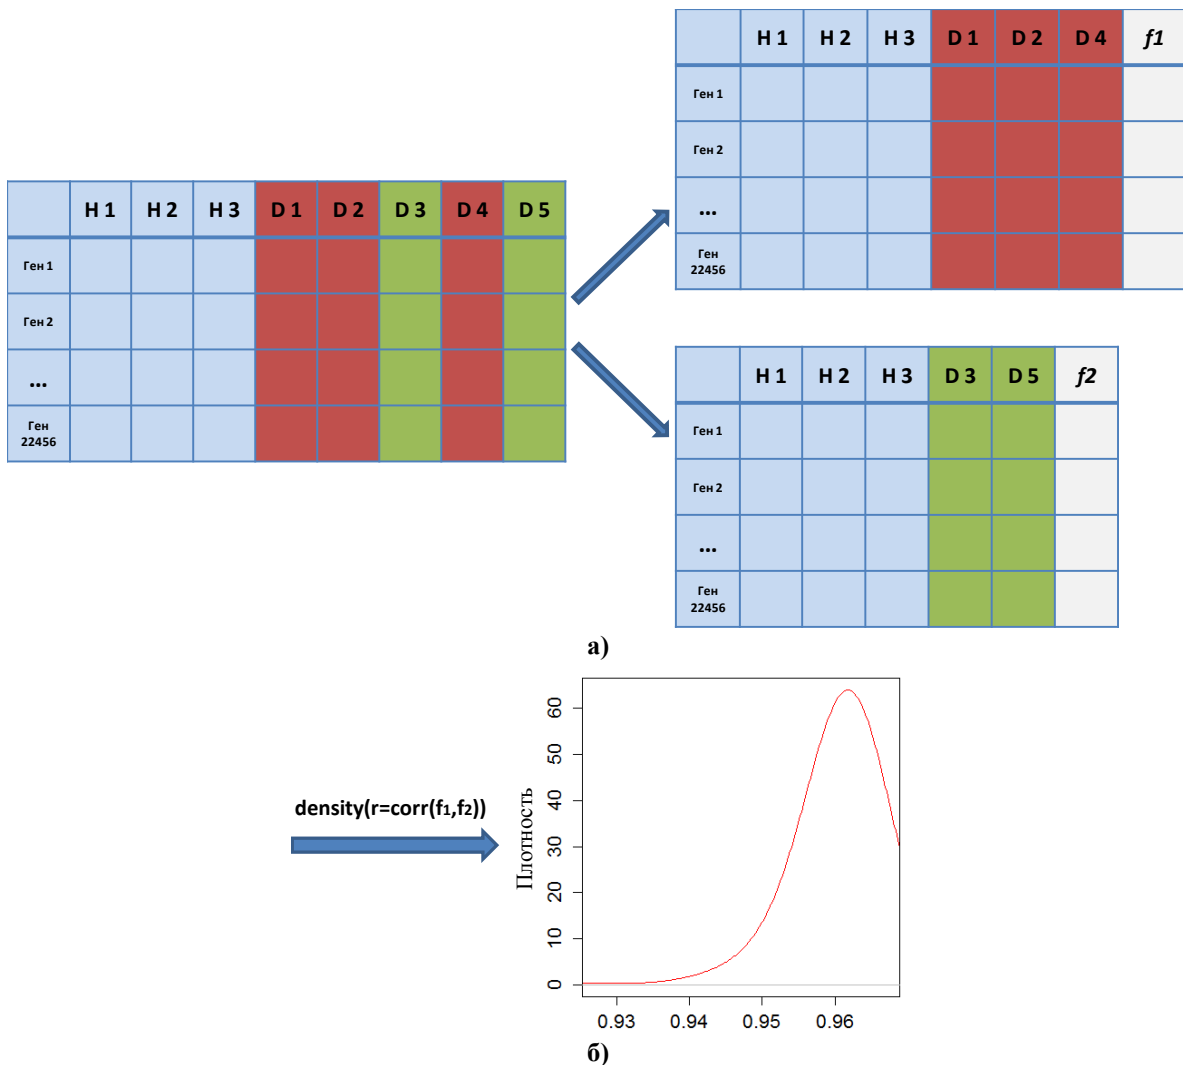 H 1 H 2 H 3 D 1 D 2 D 4 f1
Ген 1
Ген 2
...
Ген
22456
H 1 H 2 H 3 D 1 D 2 D 3 D 4 D 5
Ген 1
Ген 2
...
Ген
22456
H 1 H 2 H 3 D 3 D 5 f2
Ген 1
Ген 2
...
Ген
22456
а)
density(r=corr(f₁,f₂))
Плотность
60
50
40
30
20
10
0
0.93 0.94 0.95 0.96
б)